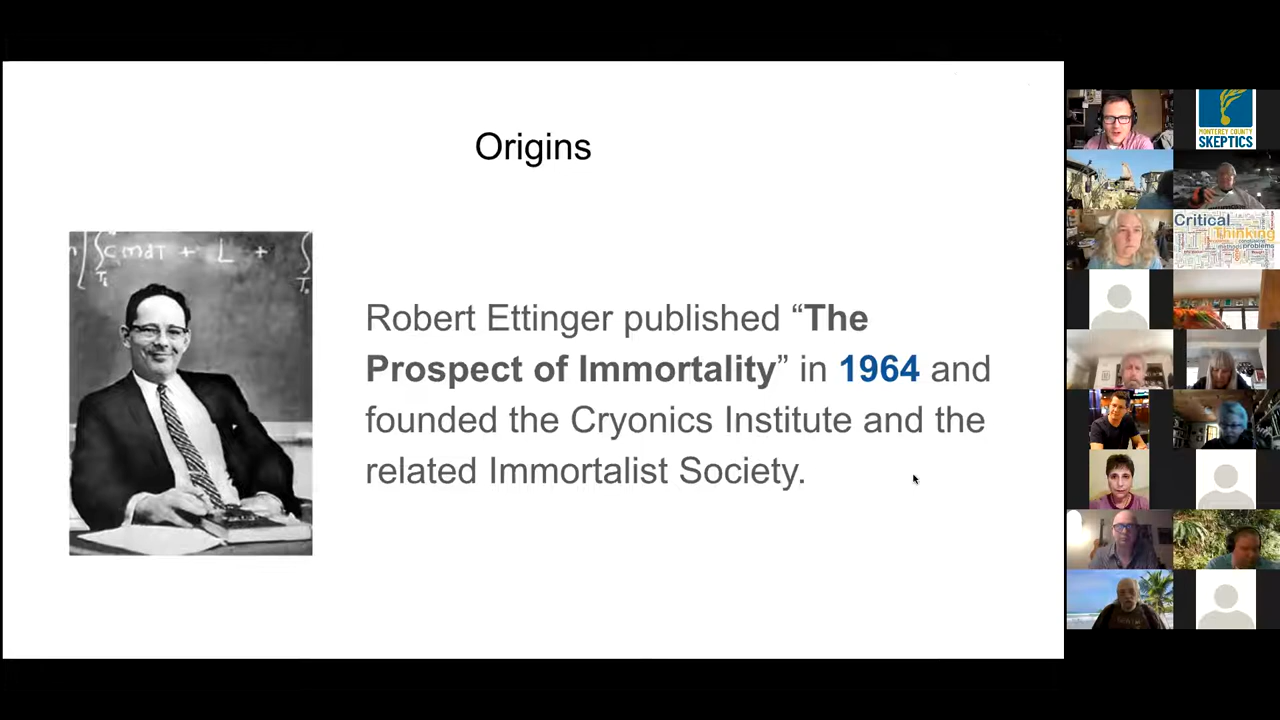 Origins
Robert Ettinger published “The
Prospect of Immortality” in 1964 and
founded the Cryonics Institute and the
related Immortalist Society.
MONTEREY COUNTY
SKEPTICS
Critical
Thinking
problems